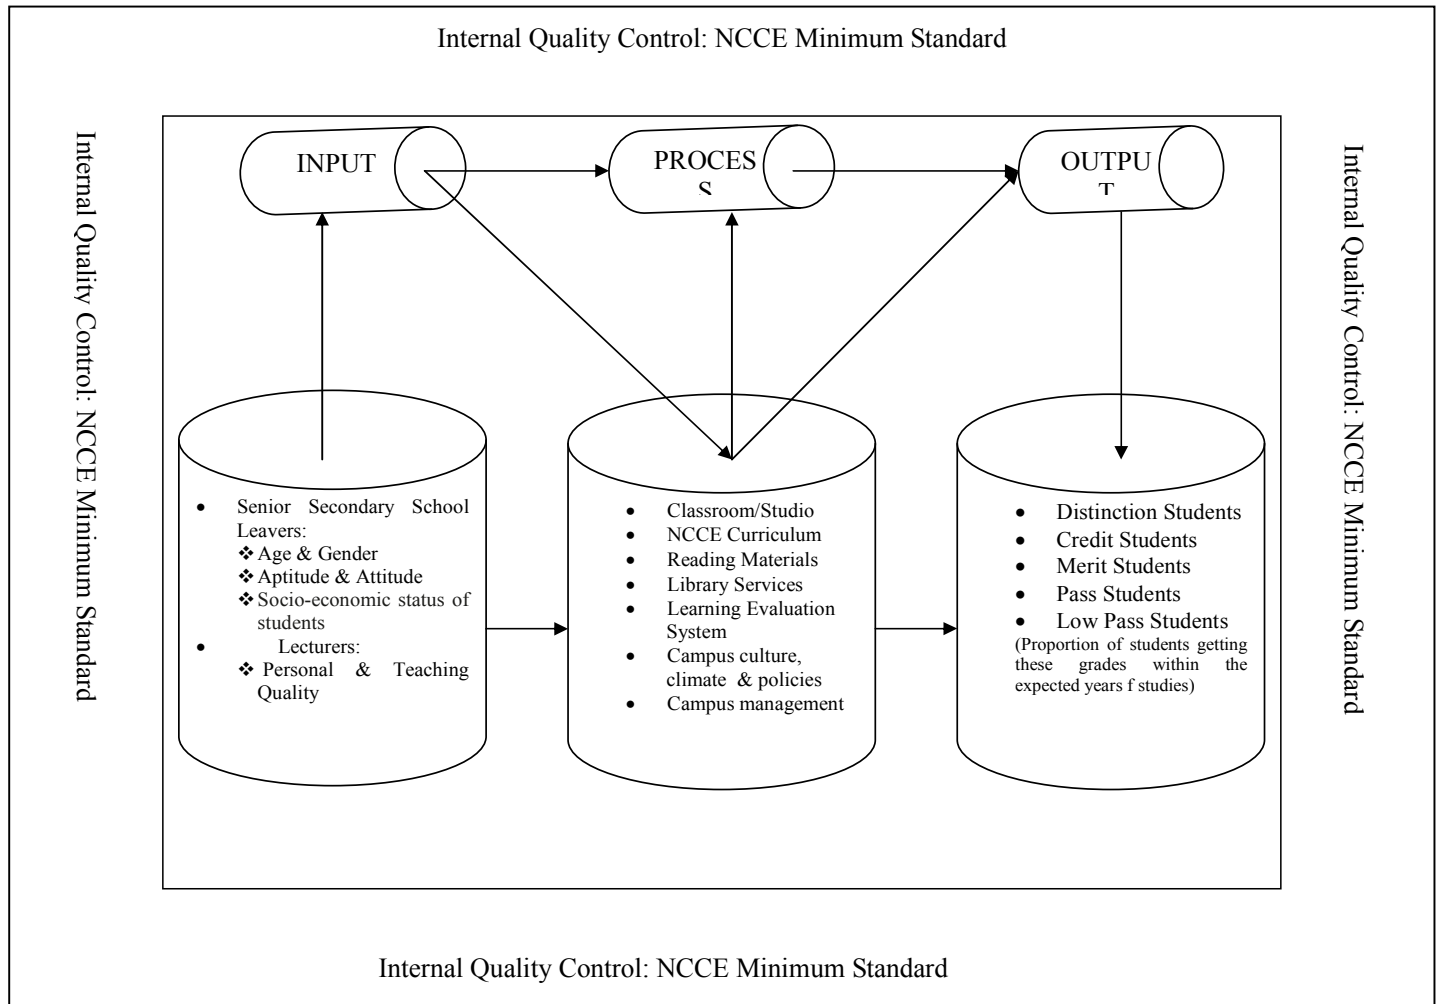 Internal Quality Control: NCCE Minimum Standard
Internal Quality Control: NCCE Minimum Standard
INPUT
PROCES
S
OUTPU
T
Internal Quality Control: NCCE Minimum Standard
• Senior Secondary School
Leavers:
❖ Age & Gender
❖ Aptitude & Attitude
❖ Socio-economic status of
students
• Lecturers:
❖ Personal & Teaching
Quality
• Classroom/Studio
• NCCE Curriculum
• Reading Materials
• Library Services
• Learning Evaluation
System
• Campus culture,
climate & policies
• Campus management
• Distinction Students
• Credit Students
• Merit Students
• Pass Students
• Low Pass Students
(Proportion of students getting
these grades within the
expected years f studies)
Internal Quality Control: NCCE Minimum Standard